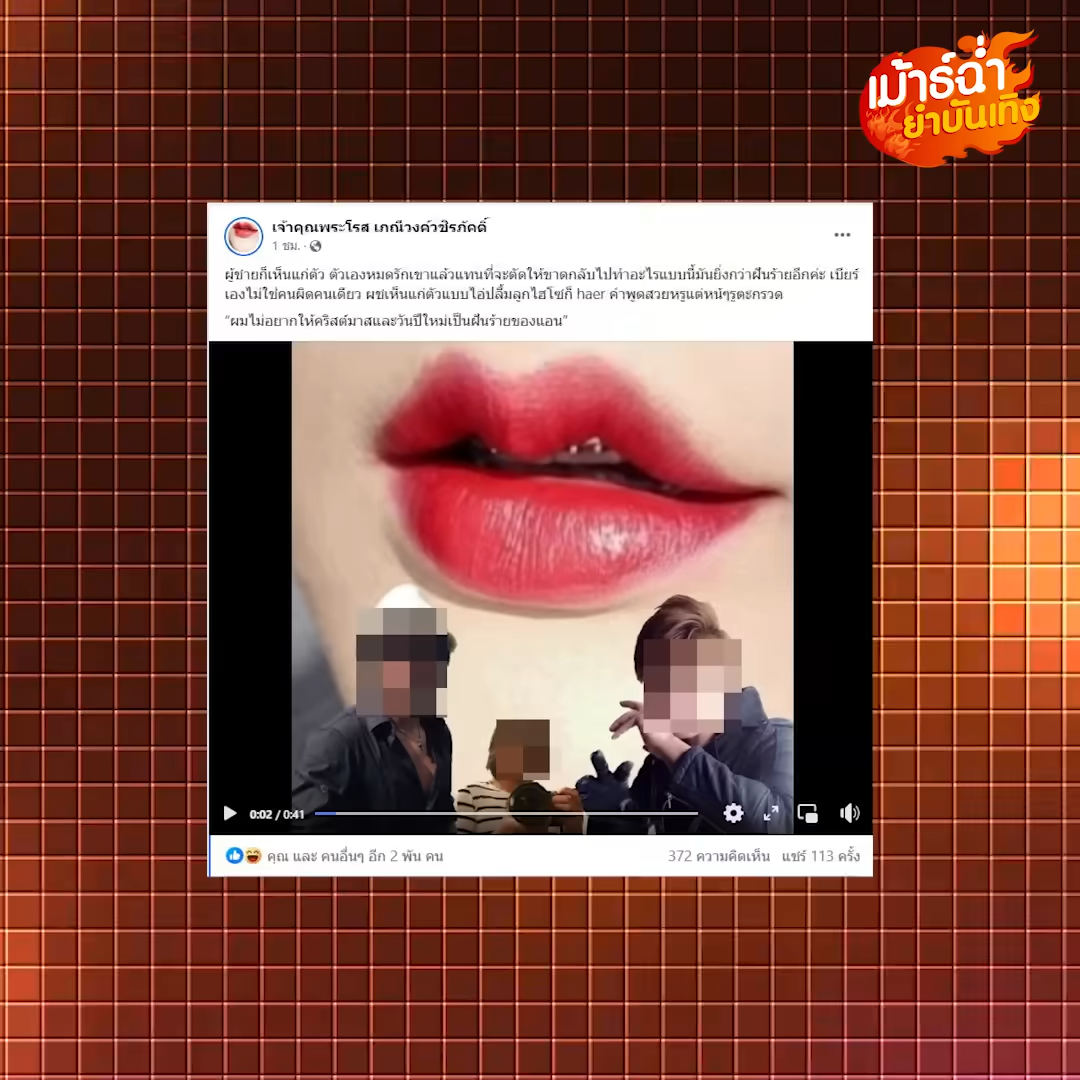 เม้าธ์ฉ่ำ
ยำบันเทิง
เจ้าคุณพระโรส เภณีวงศ์วชิรภัคดิ์
1 ชม. ·
ผู้ชายก็เห็นแก่ตัว ตัวเองหมดรักเขาแล้วแทนที่จะตัดให้ขาดกลับไปทำอะไรแบบนี้มันยิ่งกว่าฝันร้ายอีกค่ะ เบียร์
เองไม่ใช่คนผิดคนเดียว ผชเห็นแก่ตัวแบบไอ่ปลื้มลูกไฮโซก็ haer คำพูดสวยหรูแต่หน้ๅรูตะกรวด
“ผมไม่อยากให้คริสต์มาสและวันปีใหม่เป็นฝันร้ายของแอน”
0:02 / 0:41
คุณ และ คนอื่นๆ อีก 2 พัน คน
372 ความคิดเห็น แชร์ 113 ครั้ง